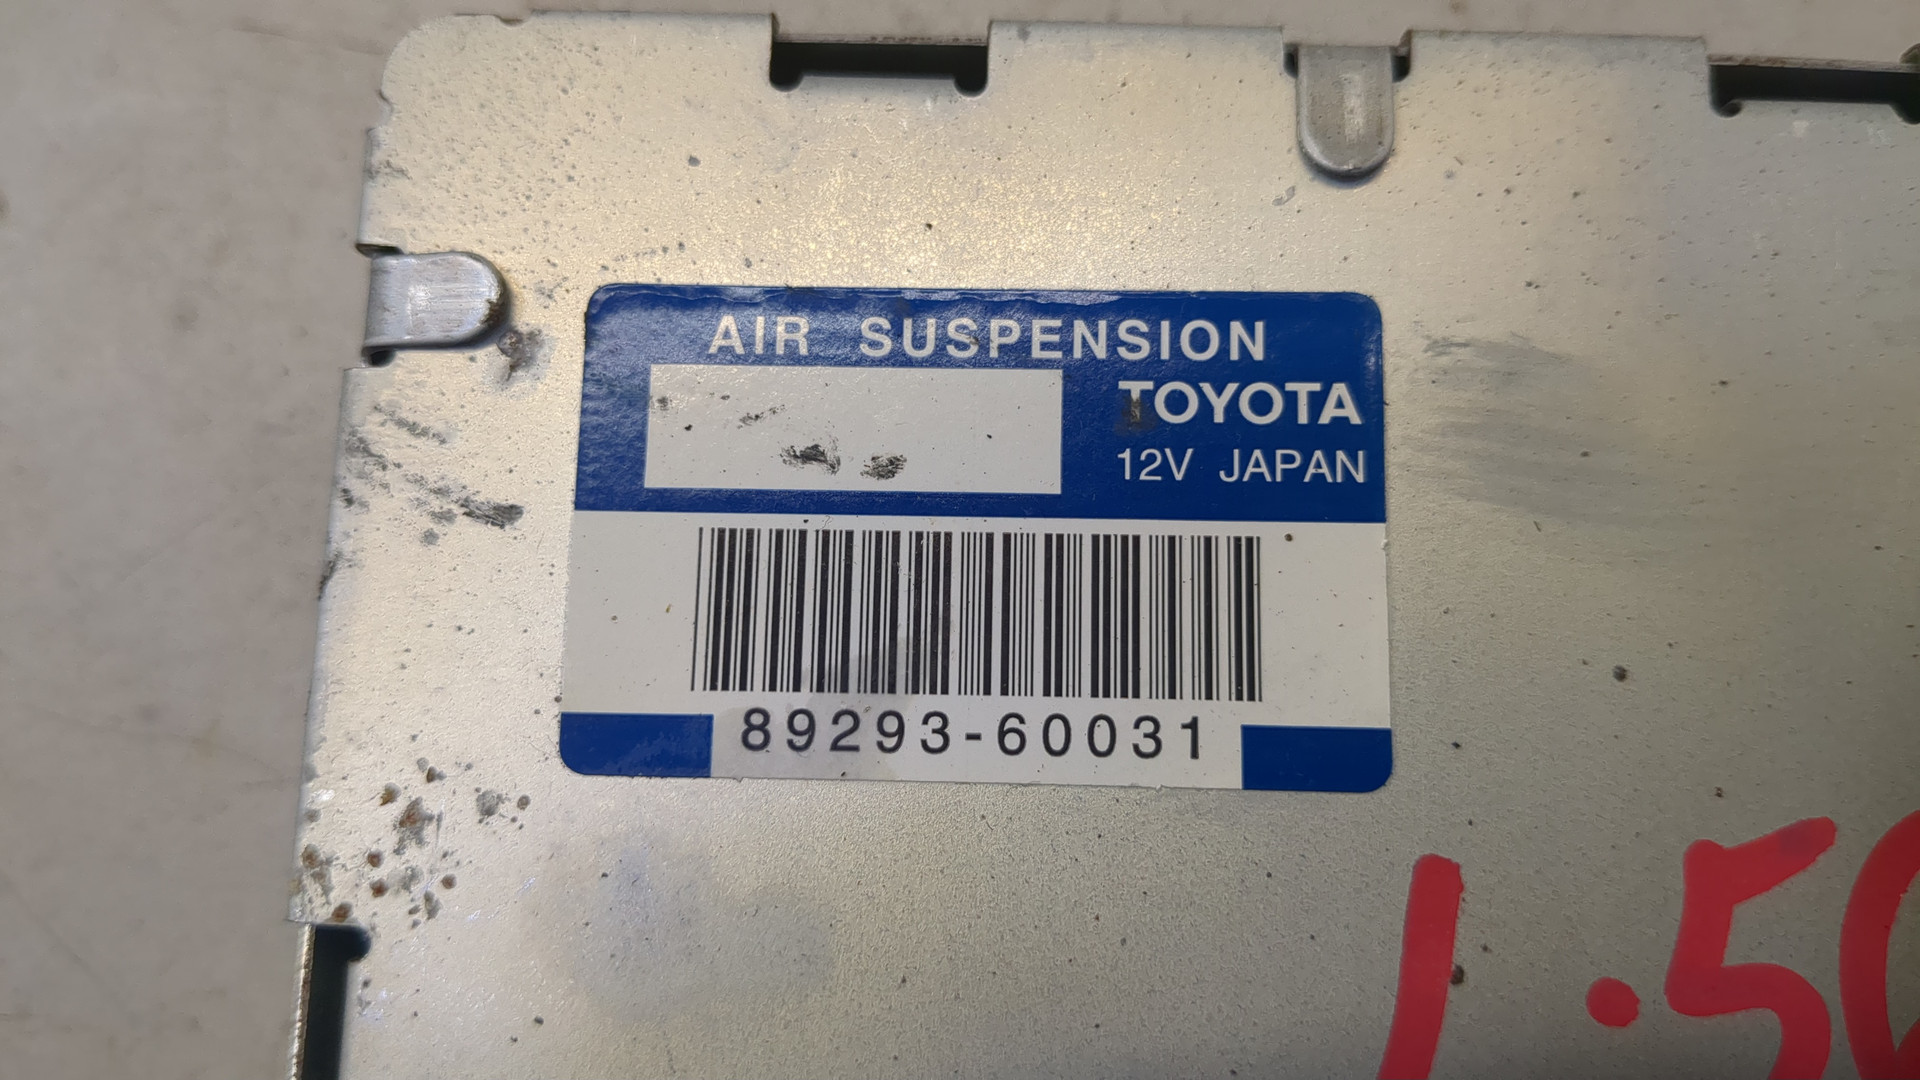 AIR SUSPENSION
TOYOTA
12V JAPAN
89293-60031